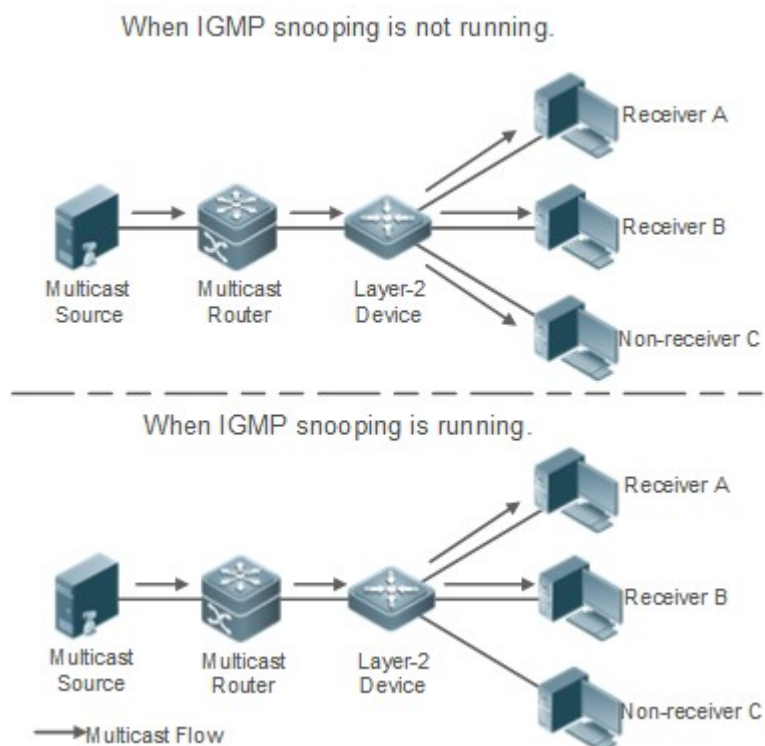 When IGMP snooping is not running.
Receiver A
Receiver B
Multicast
Source
Multicast
Router
Layer-2
Device
Non-receiver C
When IGMP snooping is running.
Receiver A
Receiver B
Multicast
Source
Multicast
Router
Layer-2
Device
Non-receiver C
Multicast Flow